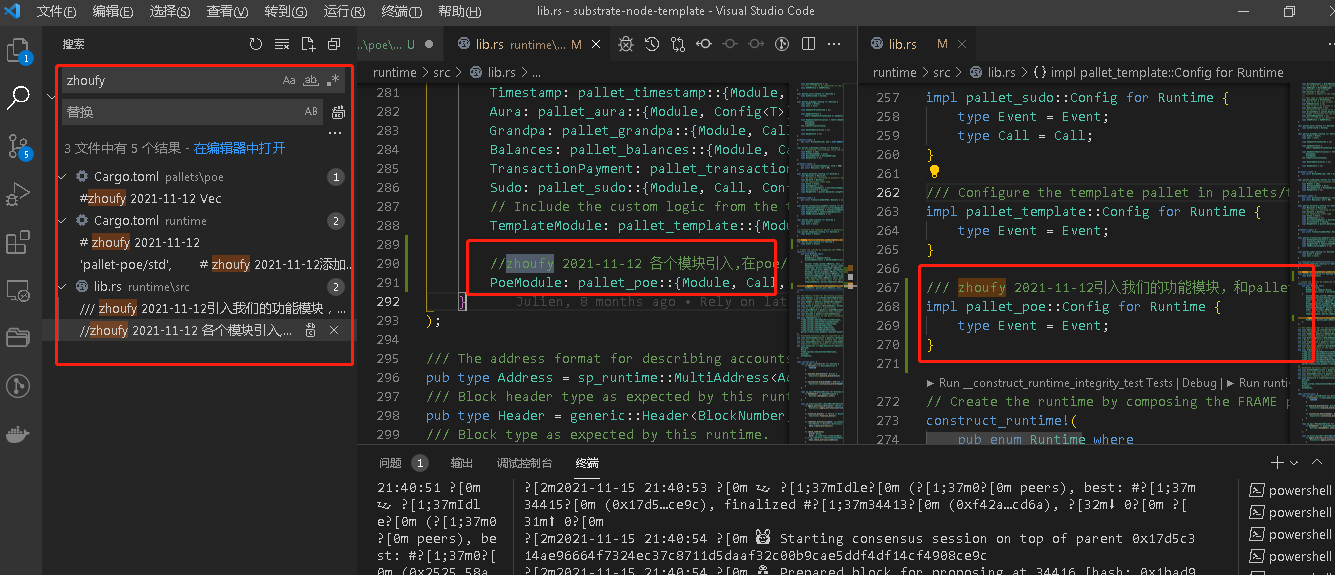 文件(F) 编辑(E) 选择(S) 查看(V) 转到(G) 运行(R) 终端(T) 帮助(H) lib.rs - substrate-node-template - Visual Studio Code
搜索
zhoufy
Aa ab .*
替换
AB
3 文件中有 5 个结果 - 在编辑器中打开
Cargo.toml pallets\poe 1
#zhoufy 2021-11-12 Vec
Cargo.toml runtime 2
# zhoufy 2021-11-12
'pallet-poe/std', # zhoufy 2021-11-12添加...
lib.rs runtime\src 2
/// zhoufy 2021-11-12引入我们的功能模块，...
//zhoufy 2021-11-12 各个模块引入,...
1
5
..\poe\... U
lib.rs runtime\... M
runtime > src > lib.rs > ...
281 Timestamp: pallet_timestamp::{Module,
282 Aura: pallet_aura::{Module, Config<T>}
283 Grandpa: pallet_grandpa::{Module, Call
284 Balances: pallet_balances::{Module, Ca
285 TransactionPayment: pallet_transaction
286 Sudo: pallet_sudo::{Module, Call, Con
287 // Include the custom logic from the t
288 TemplateModule: pallet_template::{Modu
289
290 //zhoufy 2021-11-12 各个模块引入,在poe/
291 PoeModule: pallet_poe::{Module, Call,
292 } Julien, 8 months ago • Rely on lat
293 );
294
295 /// The address format for describing accounts
296 pub type Address = sp_runtime::MultiAddress<Ac
297 /// Block header type as expected by this runt
298 pub type Header = generic::Header<BlockNumber,
299 /// Block type as expected by this runtime.
lib.rs M
runtime > src > lib.rs > {} impl pallet_template::Config for Runtime
257 impl pallet_sudo::Config for Runtime {
258 type Event = Event;
259 type Call = Call;
260 }
261
262 /// Configure the template pallet in pallets/t
263 impl pallet_template::Config for Runtime {
264 type Event = Event;
265 }
266
267 /// zhoufy 2021-11-12引入我们的功能模块，和pallet
268 impl pallet_poe::Config for Runtime {
269 type Event = Event;
270 }
271
Run __construct_runtime_integrity_test Tests | Debug | Run runti
272 // Create the runtime by composing the FRAME p
273 construct_runtime!(
274 pub enum Runtime where
问题 1 输出 调试控制台 终端
21:40:51 ?[0m
?[1;37mIdl
e?[0m (?[1;37m0
?[0m peers), be
st: #?[1;37m0?[
0m (0x2525…58a
?[2m2021-11-15 21:40:53 ?[0m 💤 ?[1;37mIdle?[0m (?[1;37m0?[0m peers), best: #?[1;37m
34415?[0m (0x17d5…ce9c), finalized #?[1;37m34413?[0m (0xf42a…cd6a), ?[32m⬇ 0?[0m ?[
31m⬆ 0?[0m
?[2m2021-11-15 21:40:54 ?[0m 🙌 Starting consensus session on top of parent 0x17d5c3
14ae96664f7324ec37c8711d5daaf32c00b9cae5ddf4df14cf4908ce9c
?[2m2021-11-15 21:40:54 ?[0m 🎁 Prepared block for proposing at 34416 [hash: 0x1bad9
powershell
powershell
powershell
powershell
powershell